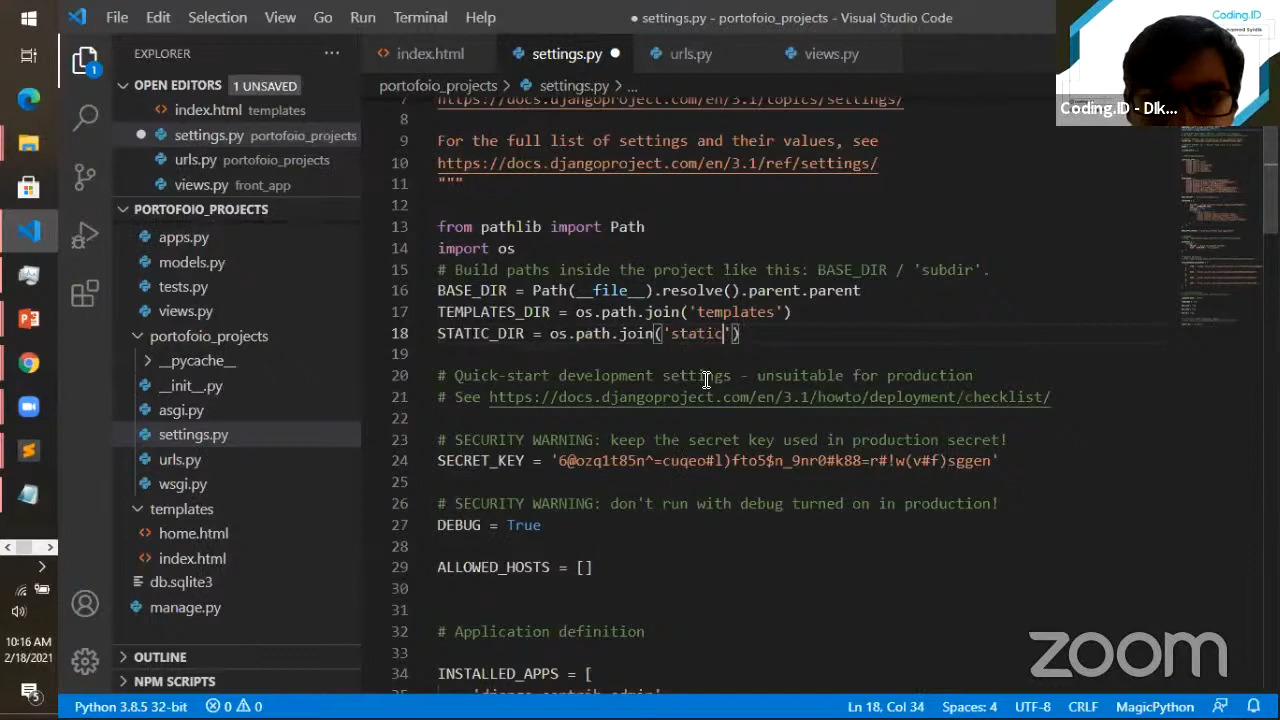 File Edit Selection View Go Run Terminal Help
● settings.py - portofoio_projects - Visual Studio Code
Coding.ID
EXPLORER
index.html settings.py urls.py views.py
OPEN EDITORS 1 UNSAVED
portofoio_projects > settings.py > ...
Coding.ID - DIk...
index.html templates
settings.py portofoio_projects
urls.py portofoio_projects
views.py front_app
PORTOFOIO_PROJECTS
apps.py
models.py
tests.py
views.py
portofoio_projects
__pycache__
__init__.py
asgi.py
settings.py
urls.py
wsgi.py
templates
home.html
index.html
db.sqlite3
manage.py
OUTLINE
NPM SCRIPTS
7 https://docs.djangoproject.com/en/3.1/topics/settings/
9 For the full list of settings and their values, see
10 https://docs.djangoproject.com/en/3.1/ref/settings/
11 """
12
13 from pathlib import Path
14 import
15 # Build paths inside the project like this: BASE_DIR / 'subdir'.
16 BASE_DIR = Path(__file__).resolve().parent.parent
17 TEMPLATES_DIR = os.path.join('templates')
18 STATIC_DIR = os.path.join('static')
19
20 # Quick-start development settings - unsuitable for production
21 # See https://docs.djangoproject.com/en/3.1/howto/deployment/checklist/
22
23 # SECURITY WARNING: keep the secret key used in production secret!
24 SECRET_KEY = '6@ozq1t85n^=cuqeo#l)fto5$n_9nr0#k88=r#!w(v#f)sggen'
25
26 # SECURITY WARNING: don't run with debug turned on in production!
27 DEBUG = True
28
29 ALLOWED_HOSTS = []
30
31
32 # Application definition
33
34 INSTALLED_APPS = [
35 'django.contrib.admin',
zoom
10:16 AM
2/18/2021
5
1
Python 3.8.5 32-bit 0 0 Ln 18, Col 34 Spaces: 4 UTF-8 CRLF MagicPython